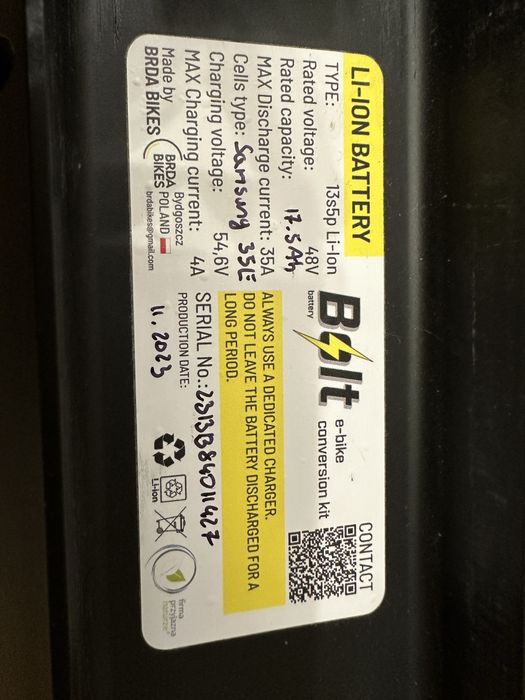 LI-ION BATTERY
TYPE: 13s5p Li-Ion
Rated voltage: 48V
Rated capacity: 17.5Ah
MAX Discharge current: 35A
Cells type: Samsung 35E
Charging voltage: 54,6V
MAX Charging current: 4A
Made by
BRDA BIKES
BRDA
BIKES
Bydgoszcz
POLAND
brdabikes@gmail.com
Bolt
battery
e-bike
conversion kit
CONTACT
ALWAYS USE A DEDICATED CHARGER.
DO NOT LEAVE THE BATTERY DISCHARGED FOR A
LONG PERIOD.
SERIAL No.:
PRODUCTION DATE:
11.2023
Li-ion
firma
przyjazna
naturze®